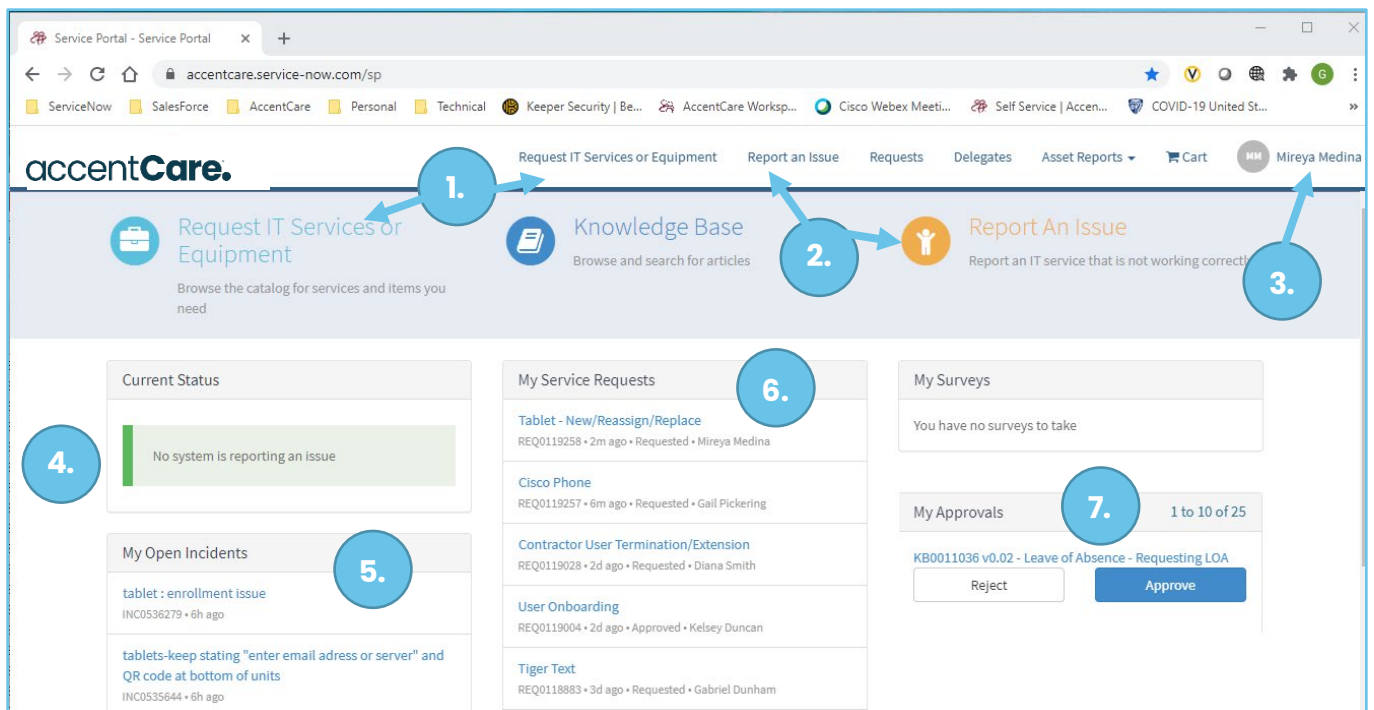 Service Portal - Service Portal
accentcare.service-now.com/sp
G
ServiceNow SalesForce AccentCare Personal Technical Keeper Security | Be... AccentCare Worksp... Cisco Webex Meeti... Self Service | Accen... COVID-19 United St... »
accentCare.
Request IT Services or Equipment Report an Issue Requests Delegates Asset Reports Cart MM Mireya Medina
1.
2.
3.
Request IT Services or
Equipment
Browse the catalog for services and items you
need
Knowledge Base
Browse and search for articles
Report An Issue
Report an IT service that is not working correctly
Current Status
4.
No system is reporting an issue
My Open Incidents
5.
tablet : enrollment issue
INC0536279 • 6h ago
tablets-keep stating "enter email adress or server" and
QR code at bottom of units
INC0535644 • 6h ago
My Service Requests
6.
Tablet - New/Reassign/Replace
REQ0119258 • 2m ago • Requested • Mireya Medina
Cisco Phone
REQ0119257 • 6m ago • Requested • Gail Pickering
Contractor User Termination/Extension
REQ0119028 • 2d ago • Requested • Diana Smith
User Onboarding
REQ0119004 • 2d ago • Approved • Kelsey Duncan
Tiger Text
REQ0118883 • 3d ago • Requested • Gabriel Dunham
My Surveys
You have no surveys to take
My Approvals
7.
1 to 10 of 25
KB0011036 v0.02 - Leave of Absence - Requesting LOA
Reject Approve